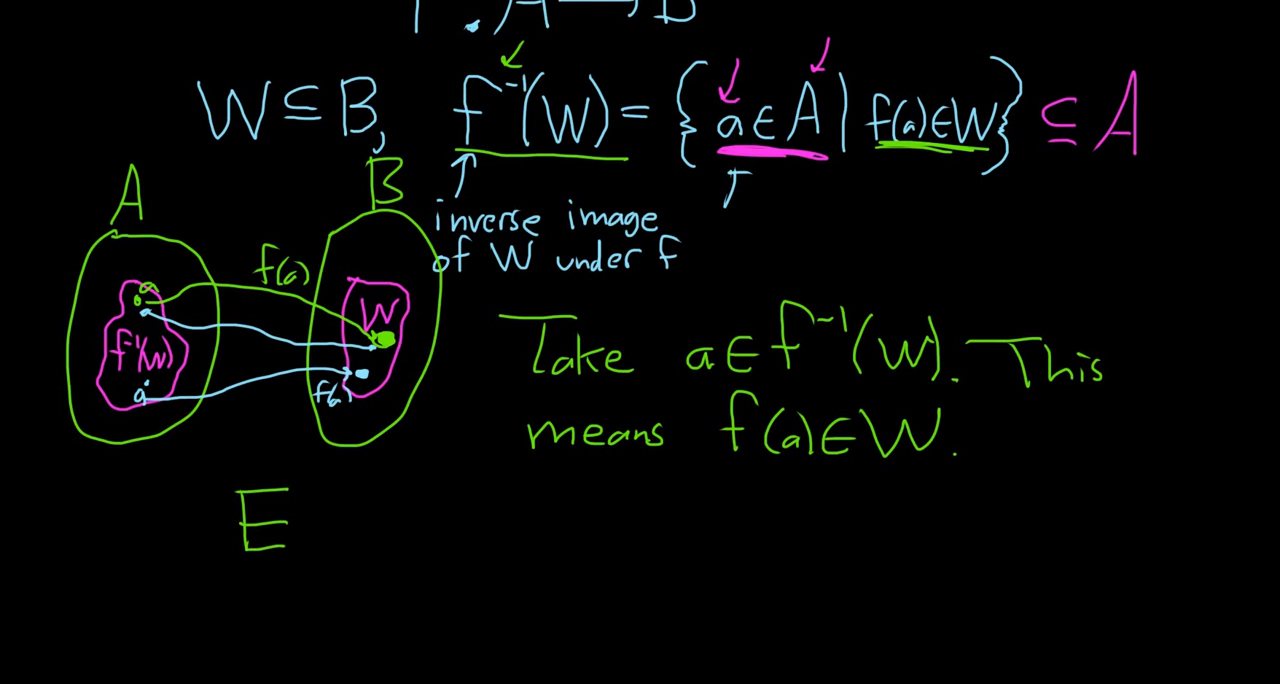 f : A → B
W ⊆ B, f⁻¹(W) = { a ∈ A | f(a) ∈ W } ⊆ A
A
B
inverse image
of W under f
f(a)
a
W
f⁻¹(W)
a
f(a)
Take a ∈ f⁻¹(W). This
means f(a) ∈ W.
E